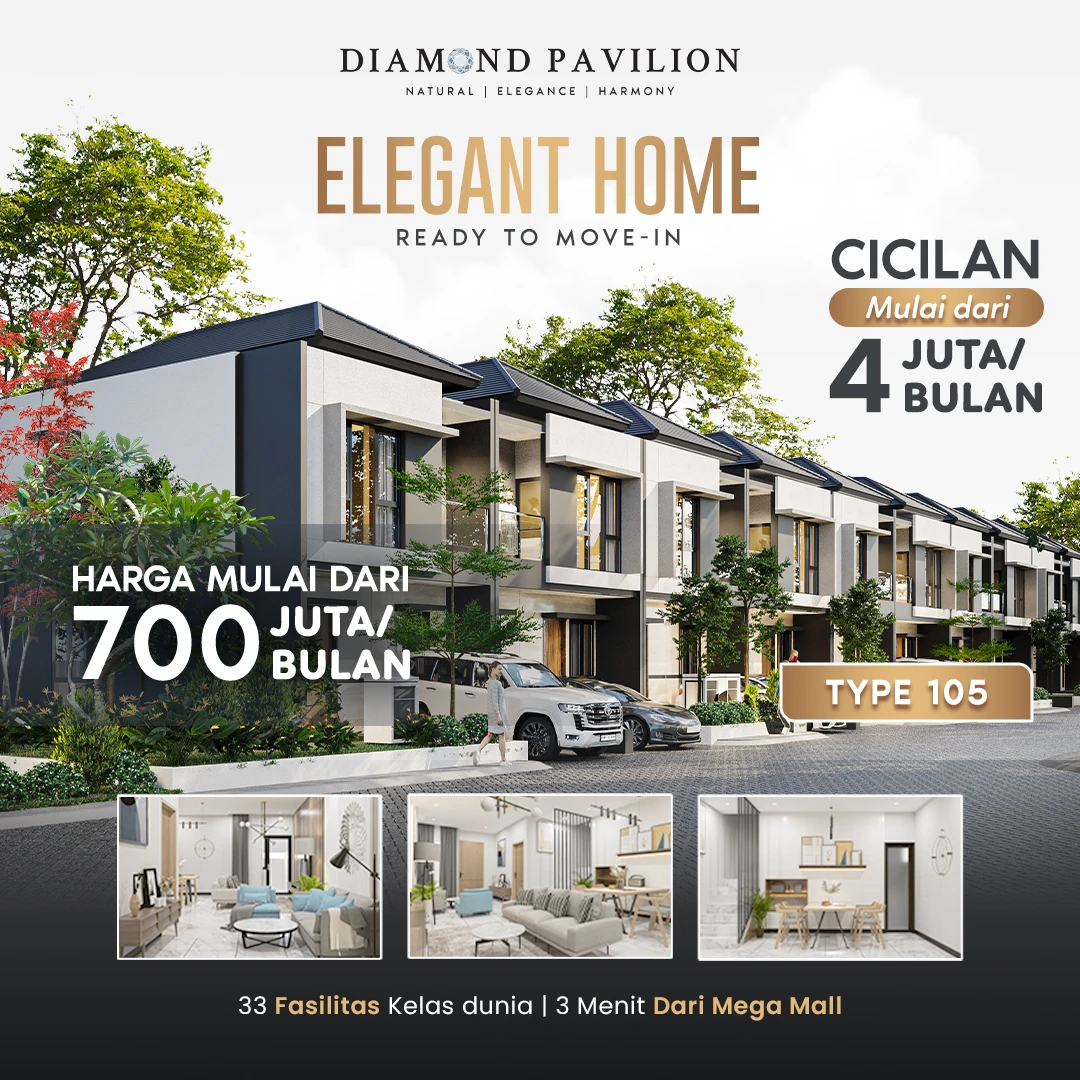 DIAMOND PAVILION
NATURAL | ELEGANCE | HARMONY
ELEGANT HOME
READY TO MOVE-IN
CICILAN
Mulai dari
4 JUTA/
BULAN
HARGA MULAI DARI
700 JUTA/
BULAN
TYPE 105
33 Fasilitas Kelas dunia | 3 Menit Dari Mega Mall